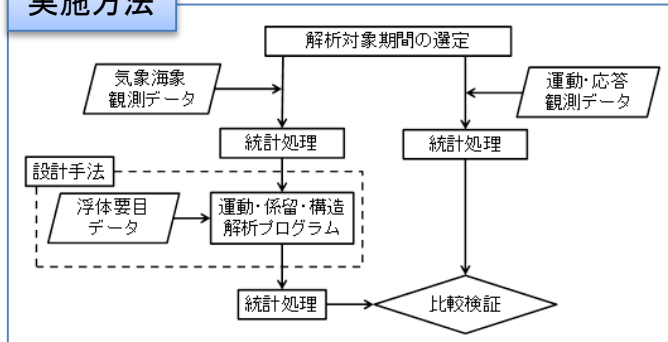 実施方法
解析対象期間の選定
気象海象
観測データ
運動・応答
観測データ
統計処理
統計処理
設計手法
浮体要目
データ
運動・係留・構造
解析プログラム
統計処理
比較検証